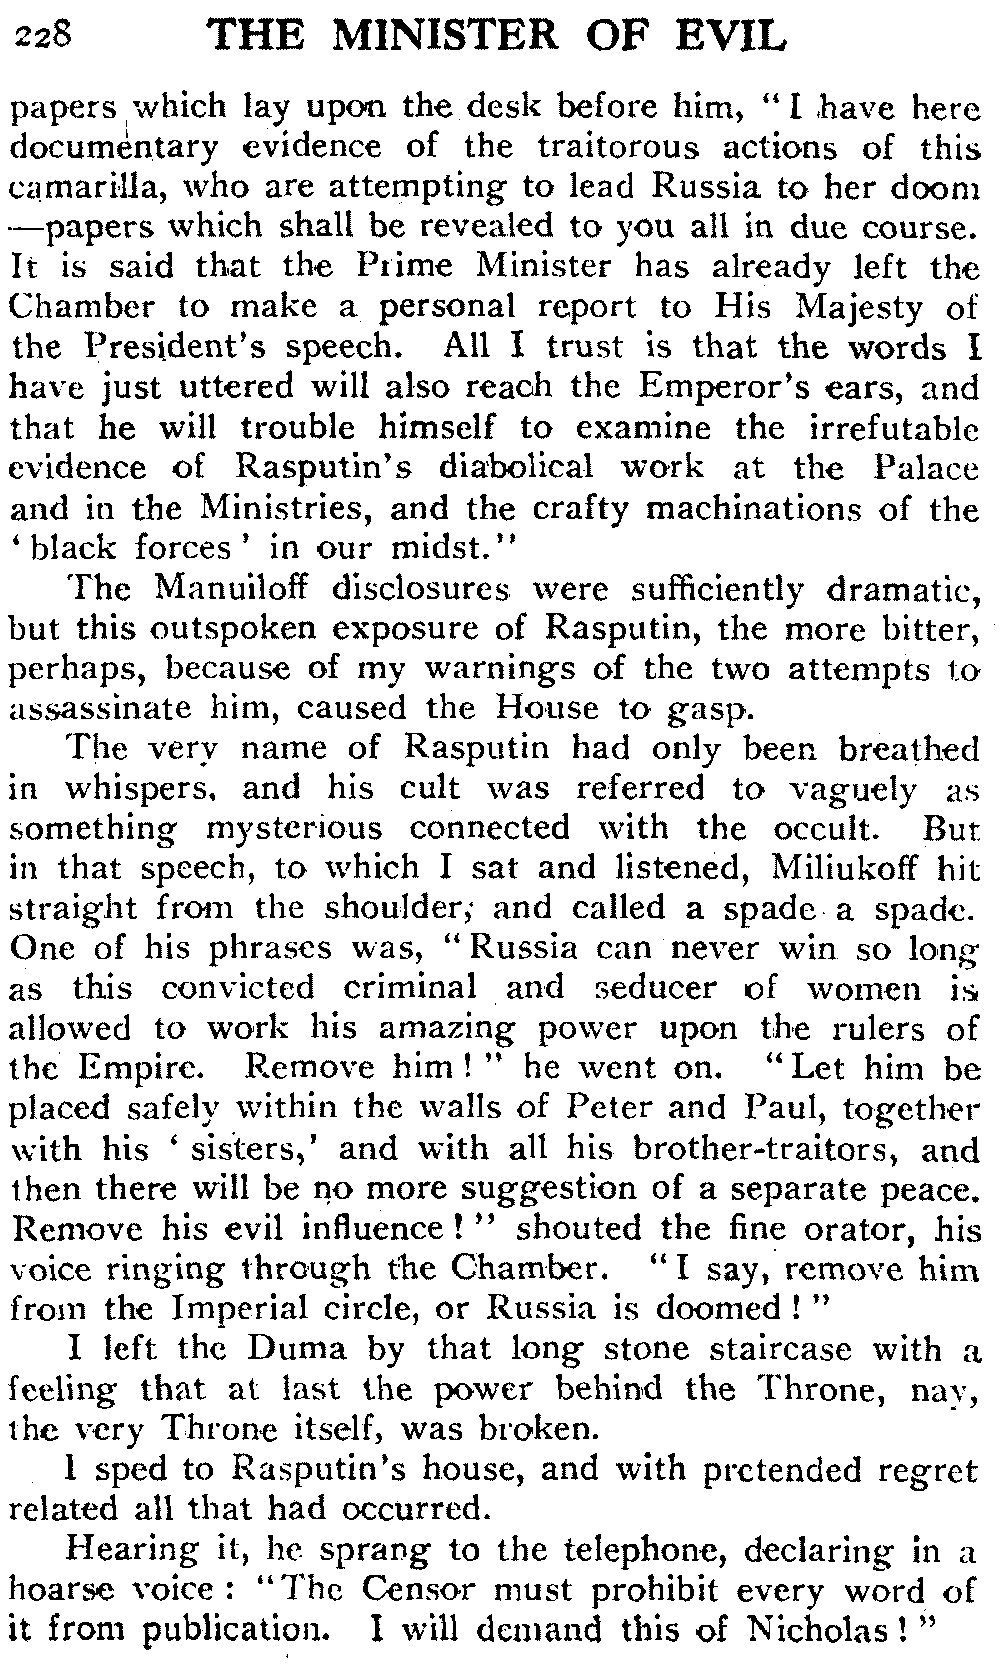 228 THE MINISTER OF EVIL
papers which lay upon the desk before him, "I have here
documentary evidence of the traitorous actions of this
camarilla, who are attempting to lead Russia to her doom
—papers which shall be revealed to you all in due course.
It is said that the Prime Minister has already left the
Chamber to make a personal report to His Majesty of
the President's speech. All I trust is that the words I
have just uttered will also reach the Emperor's ears, and
that he will trouble himself to examine the irrefutable
evidence of Rasputin's diabolical work at the Palace
and in the Ministries, and the crafty machinations of the
'black forces' in our midst."
The Manuiloff disclosures were sufficiently dramatic,
but this outspoken exposure of Rasputin, the more bitter,
perhaps, because of my warnings of the two attempts to
assassinate him, caused the House to gasp.
The very name of Rasputin had only been breathed
in whispers, and his cult was referred to vaguely as
something mysterious connected with the occult. But
in that speech, to which I sat and listened, Miliukoff hit
straight from the shoulder, and called a spade a spade.
One of his phrases was, "Russia can never win so long
as this convicted criminal and seducer of women is
allowed to work his amazing power upon the rulers of
the Empire. Remove him!" he went on. "Let him be
placed safely within the walls of Peter and Paul, together
with his 'sisters,' and with all his brother-traitors, and
then there will be no more suggestion of a separate peace.
Remove his evil influence!" shouted the fine orator, his
voice ringing through the Chamber. "I say, remove him
from the Imperial circle, or Russia is doomed!"
I left the Duma by that long stone staircase with a
feeling that at last the power behind the Throne, nay,
the very Throne itself, was broken.
I sped to Rasputin's house, and with pretended regret
related all that had occurred.
Hearing it, he sprang to the telephone, declaring in a
hoarse voice: "The Censor must prohibit every word of
it from publication. I will demand this of Nicholas!"